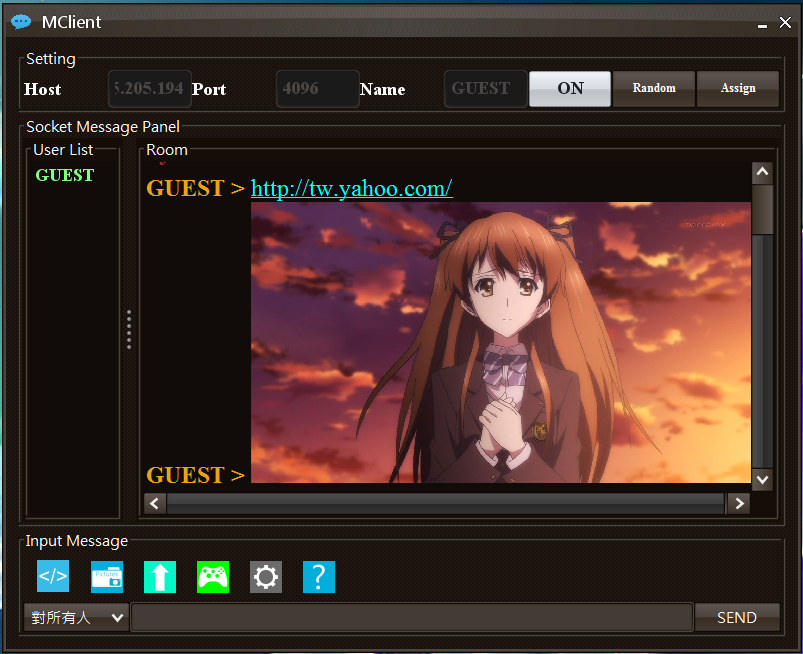 MClient
Setting
Host 5.205.194 Port 4096 Name GUEST ON Random Assign
Socket Message Panel
User List
GUEST
Room
GUEST > http://tw.yahoo.com/
GUEST >
Input Message
</>
Pictures
?
對所有人
SEND